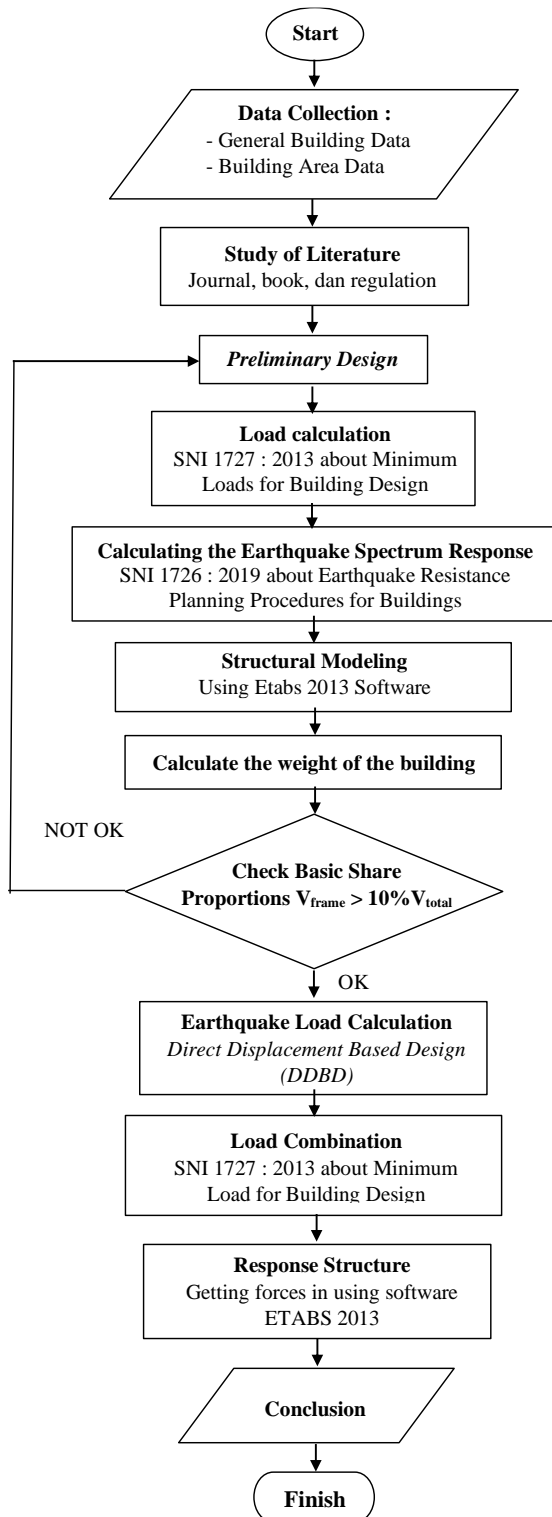 Start
Data Collection :
- General Building Data
- Building Area Data
Study of Literature
Journal, book, dan regulation
Preliminary Design
Load calculation
SNI 1727 : 2013 about Minimum
Loads for Building Design
Calculating the Earthquake Spectrum Response
SNI 1726 : 2019 about Earthquake Resistance
Planning Procedures for Buildings
Structural Modeling
Using Etabs 2013 Software
Calculate the weight of the building
NOT OK
Check Basic Share
Proportions Vframe > 10%Vtotal
OK
Earthquake Load Calculation
Direct Displacement Based Design
(DDBD)
Load Combination
SNI 1727 : 2013 about Minimum
Load for Building Design
Response Structure
Getting forces in using software
ETABS 2013
Conclusion
Finish